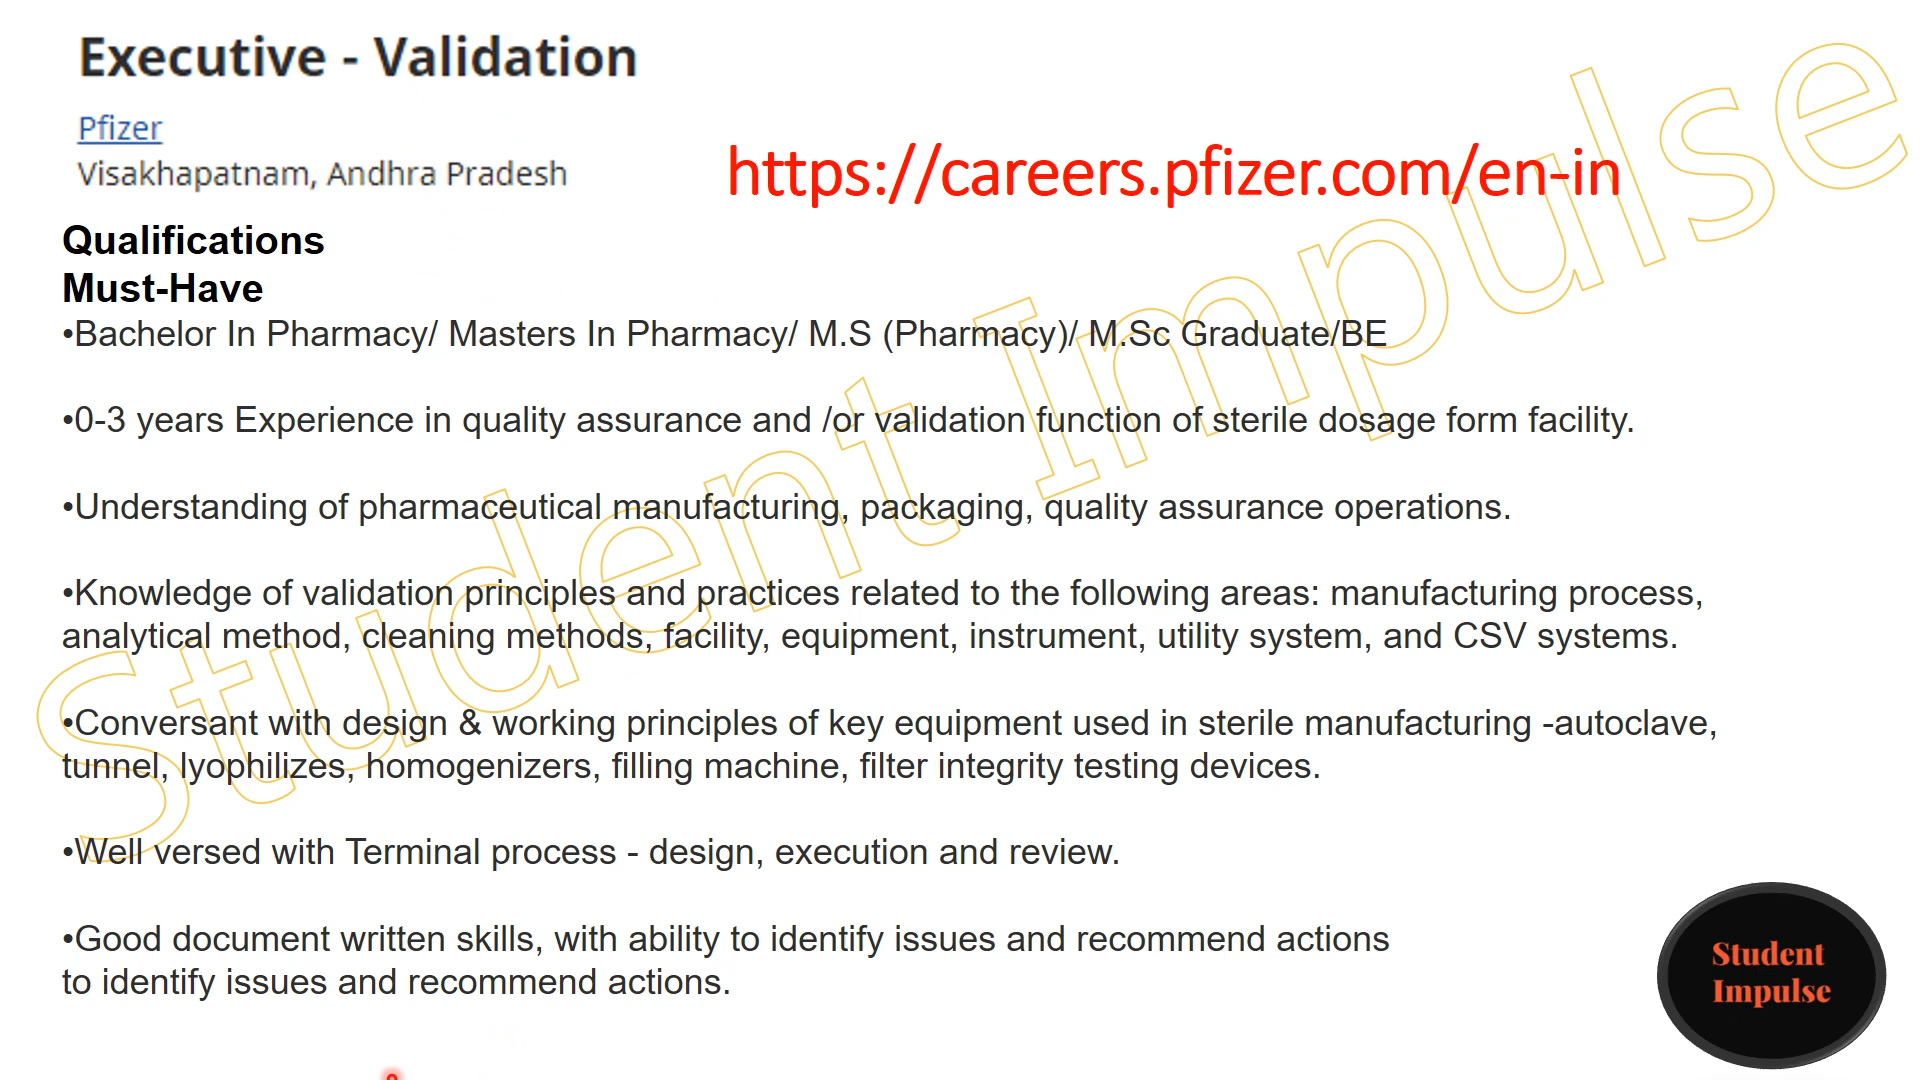 Executive - Validation
Pfizer
Visakhapatnam, Andhra Pradesh
https://careers.pfizer.com/en-in
Qualifications
Must-Have
•Bachelor In Pharmacy/ Masters In Pharmacy/ M.S (Pharmacy)/ M.Sc Graduate/BE
•0-3 years Experience in quality assurance and /or validation function of sterile dosage form facility.
•Understanding of pharmaceutical manufacturing, packaging, quality assurance operations.
•Knowledge of validation principles and practices related to the following areas: manufacturing process,
analytical method, cleaning methods, facility, equipment, instrument, utility system, and CSV systems.
•Conversant with design & working principles of key equipment used in sterile manufacturing -autoclave,
tunnel, lyophilizes, homogenizers, filling machine, filter integrity testing devices.
•Well versed with Terminal process - design, execution and review.
•Good document written skills, with ability to identify issues and recommend actions
to identify issues and recommend actions.
Student Impulse
Student
Impulse